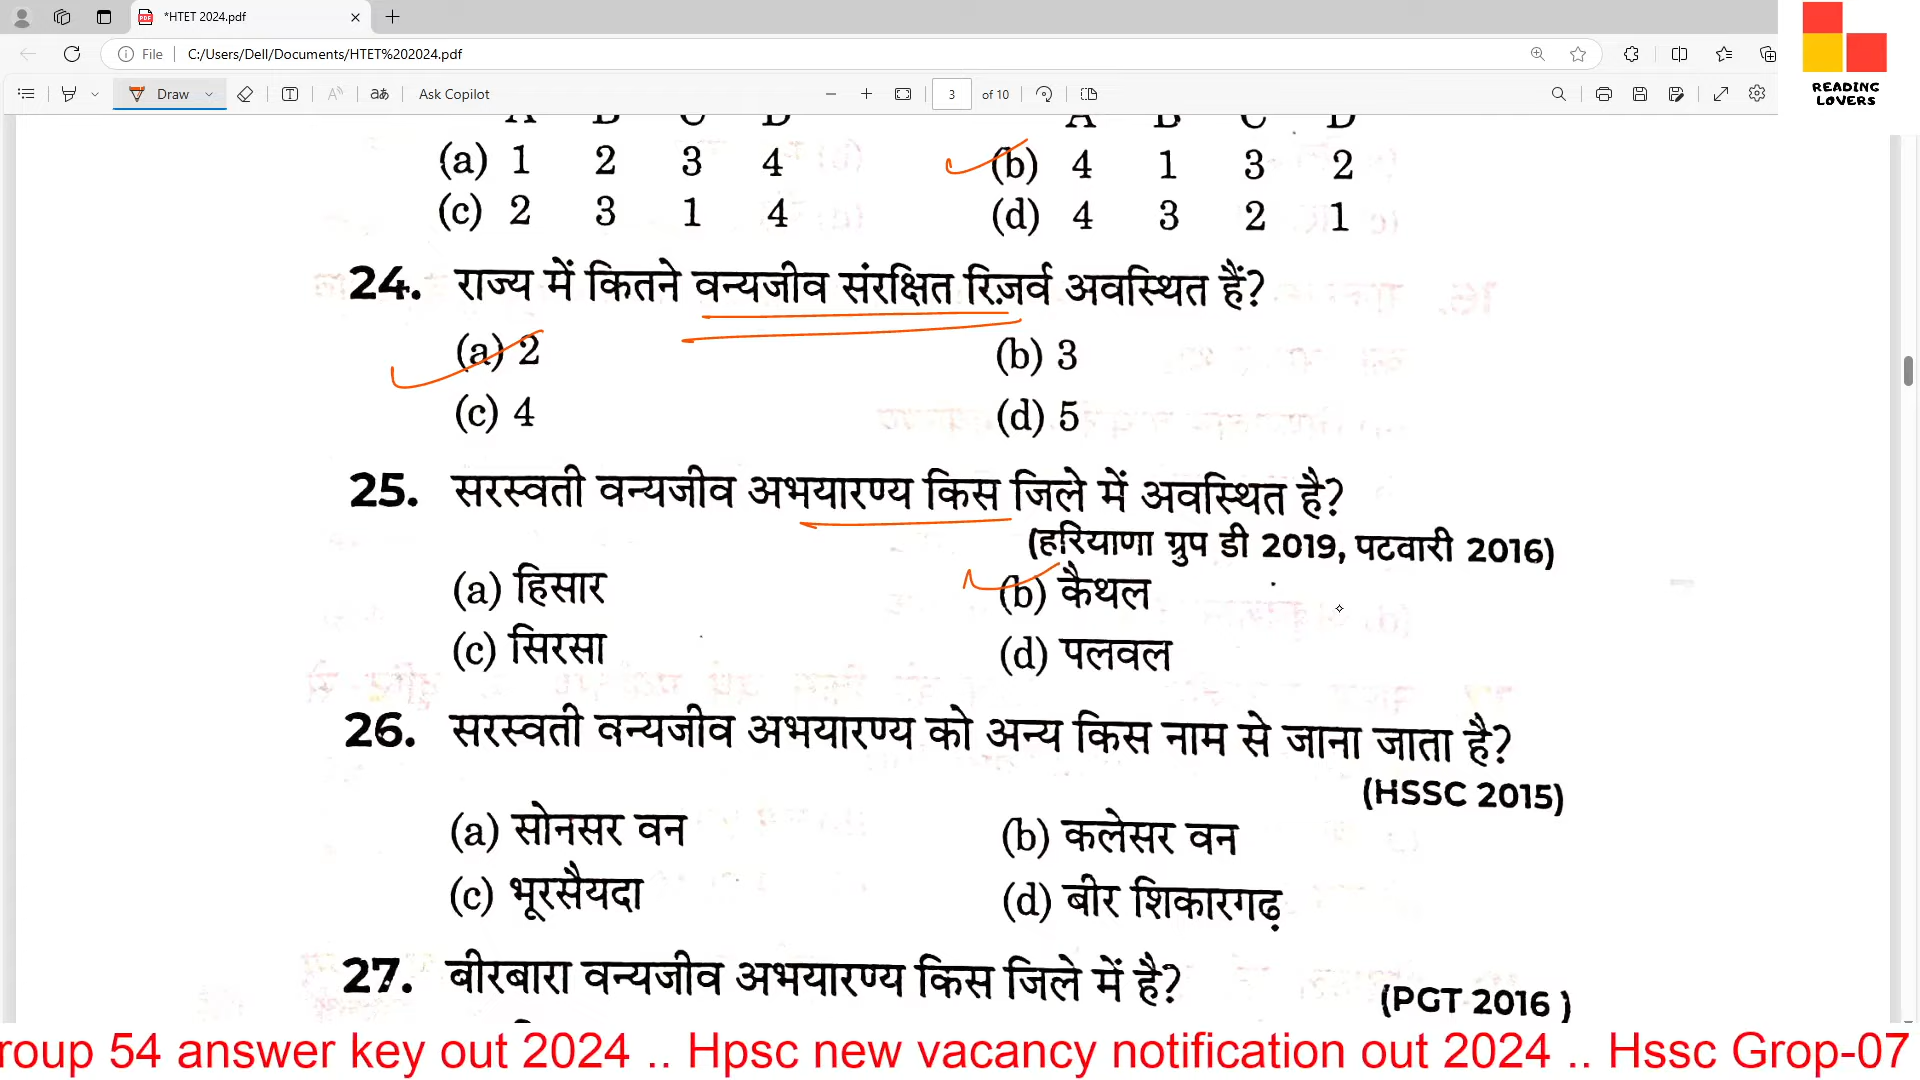 *HTET 2024.pdf
File C:/Users/Dell/Documents/HTET%202024.pdf
Draw
Ask Copilot
3 of 10
READING
LOVERS
A B C D A B C D
(a) 1 2 3 4 (b) 4 1 3 2
(c) 2 3 1 4 (d) 4 3 2 1
24. राज्य में कितने वन्यजीव संरक्षित रिज़र्व अवस्थित हैं?
(a) 2 (b) 3
(c) 4 (d) 5
25. सरस्वती वन्यजीव अभयारण्य किस जिले में अवस्थित है?
(हरियाणा ग्रुप डी 2019, पटवारी 2016)
(a) हिसार (b) कैथल
(c) सिरसा (d) पलवल
26. सरस्वती वन्यजीव अभयारण्य को अन्य किस नाम से जाना जाता है?
(HSSC 2015)
(a) सोनसर वन (b) कलेसर वन
(c) भूरसैयदा (d) बीर शिकारगढ़
27. बीरबारा वन्यजीव अभयारण्य किस जिले में है?
(PGT 2016 )
roup 54 answer key out 2024 .. Hpsc new vacancy notification out 2024 .. Hssc Grop-07